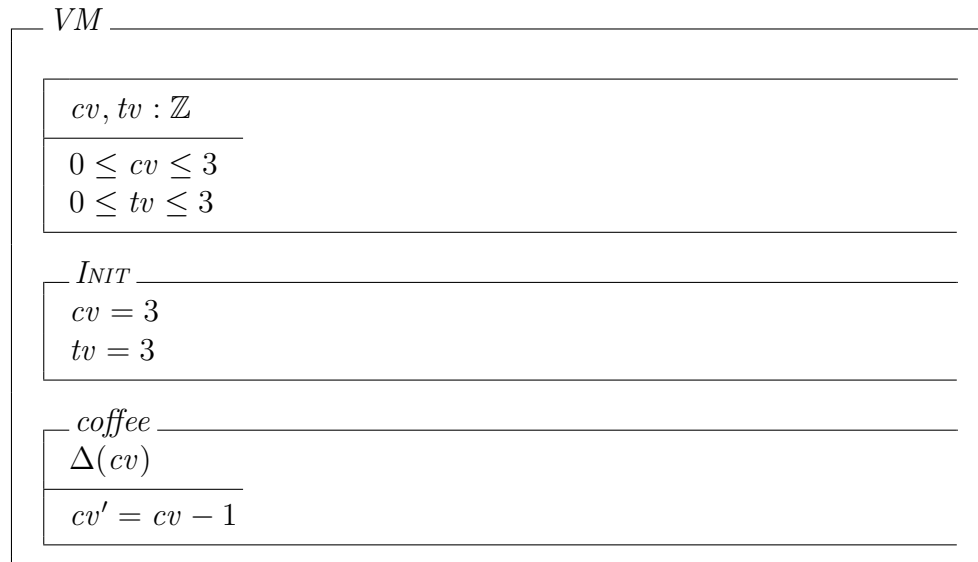 VM
cv, tv : ℤ
0 ≤ cv ≤ 3
0 ≤ tv ≤ 3
INIT
cv = 3
tv = 3
coffee
Δ(cv)
cv′ = cv − 1